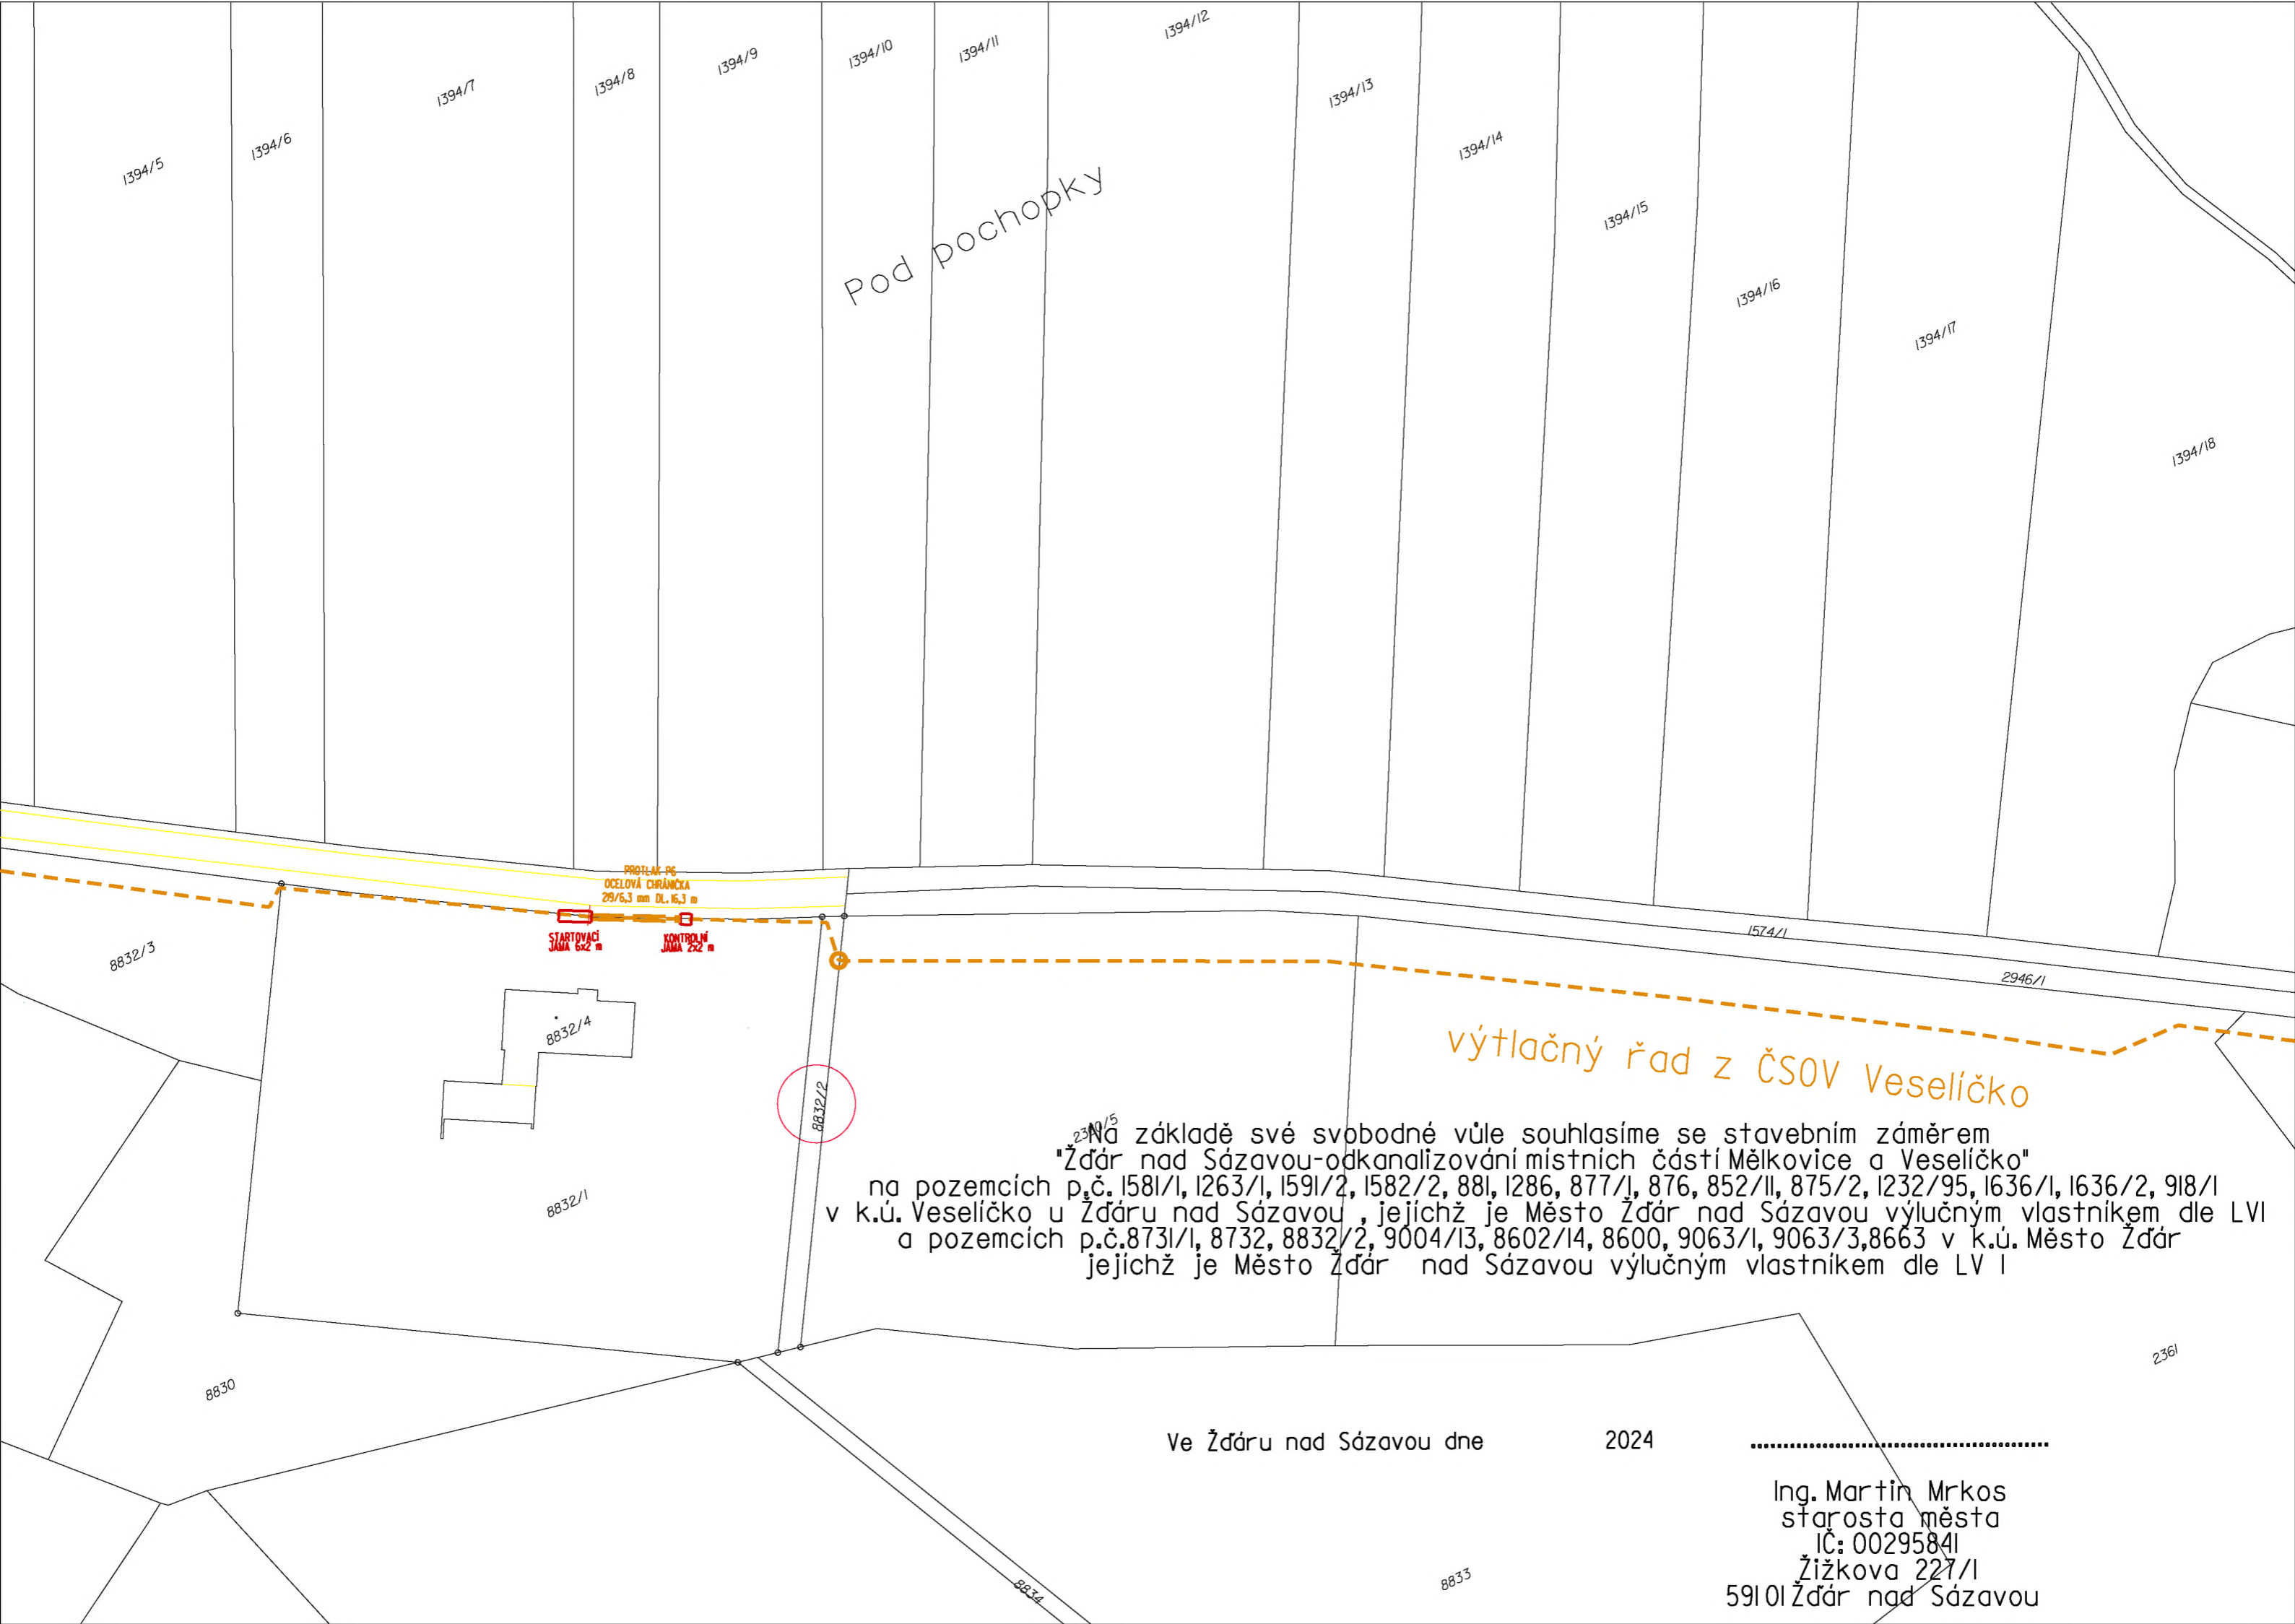 1394/12
1394/11
1394/10
1394/9
1394/8
1394/7
1394/13
1394/6
1394/14
1394/5
Pod pochopky
1394/15
1394/16
1394/17
1394/18
PROTLAK P6
OCELOVÁ CHRÁNIČKA
219/6,3 mm DL. 16,3 m
STARTOVACÍ
JÁMA 6x2 m
KONTROLNÍ
JÁMA 2x2 m
1574/1
2946/1
8832/3
8832/4
8832/2
výtlačný řad z ČSOV Veselíčko
Na základě své svobodné vůle souhlasíme se stavebním záměrem
"Žďár nad Sázavou-odkanalizování místních částí Mělkovice a Veselíčko"
na pozemcích p.č. 1581/1, 1263/1, 1591/2, 1582/2, 881, 1286, 877/1, 876, 852/11, 875/2, 1232/95, 1636/1, 1636/2, 918/1
v k.ú. Veselíčko u Žďáru nad Sázavou , jejíchž je Město Žďár nad Sázavou výlučným vlastníkem dle LV1
a pozemcích p.č.8731/1, 8732, 8832/2, 9004/13, 8602/14, 8600, 9063/1, 9063/3,8663 v k.ú. Město Žďár
jejíchž je Město Žďár nad Sázavou výlučným vlastníkem dle LV 1
8832/1
2361
8830
Ve Žďáru nad Sázavou dne 2024
Ing. Martin Mrkos
starosta města
IČ: 00295841
Žižkova 227/1
591 01 Žďár nad Sázavou
8833
8834